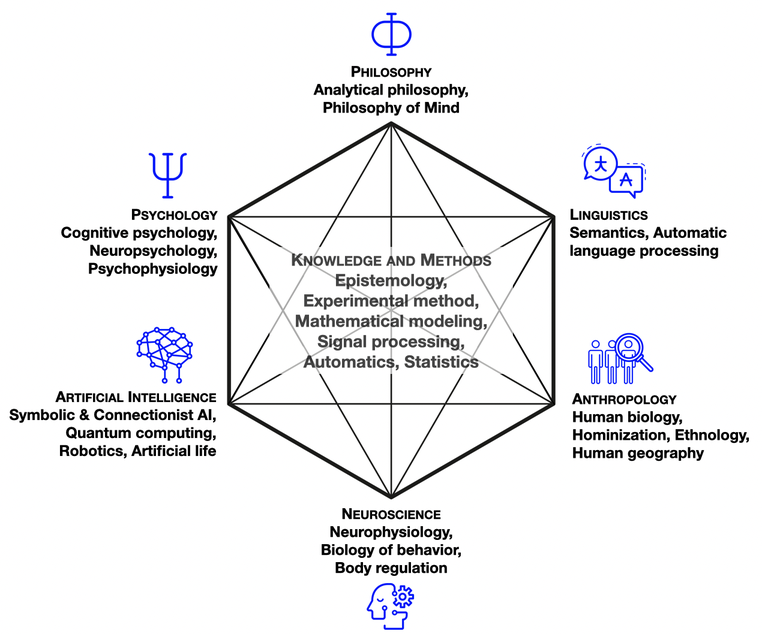 Φ
PHILOSOPHY
Analytical philosophy,
Philosophy of Mind
Ψ
PSYCHOLOGY
Cognitive psychology,
Neuropsychology,
Psychophysiology
大 A
LINGUISTICS
Semantics, Automatic
language processing
KNOWLEDGE AND METHODS
Epistemology,
Experimental method,
Mathematical modeling,
Signal processing,
Automatics, Statistics
ARTIFICIAL INTELLIGENCE
Symbolic & Connectionist AI,
Quantum computing,
Robotics, Artificial life
ANTHROPOLOGY
Human biology,
Hominization, Ethnology,
Human geography
NEUROSCIENCE
Neurophysiology,
Biology of behavior,
Body regulation